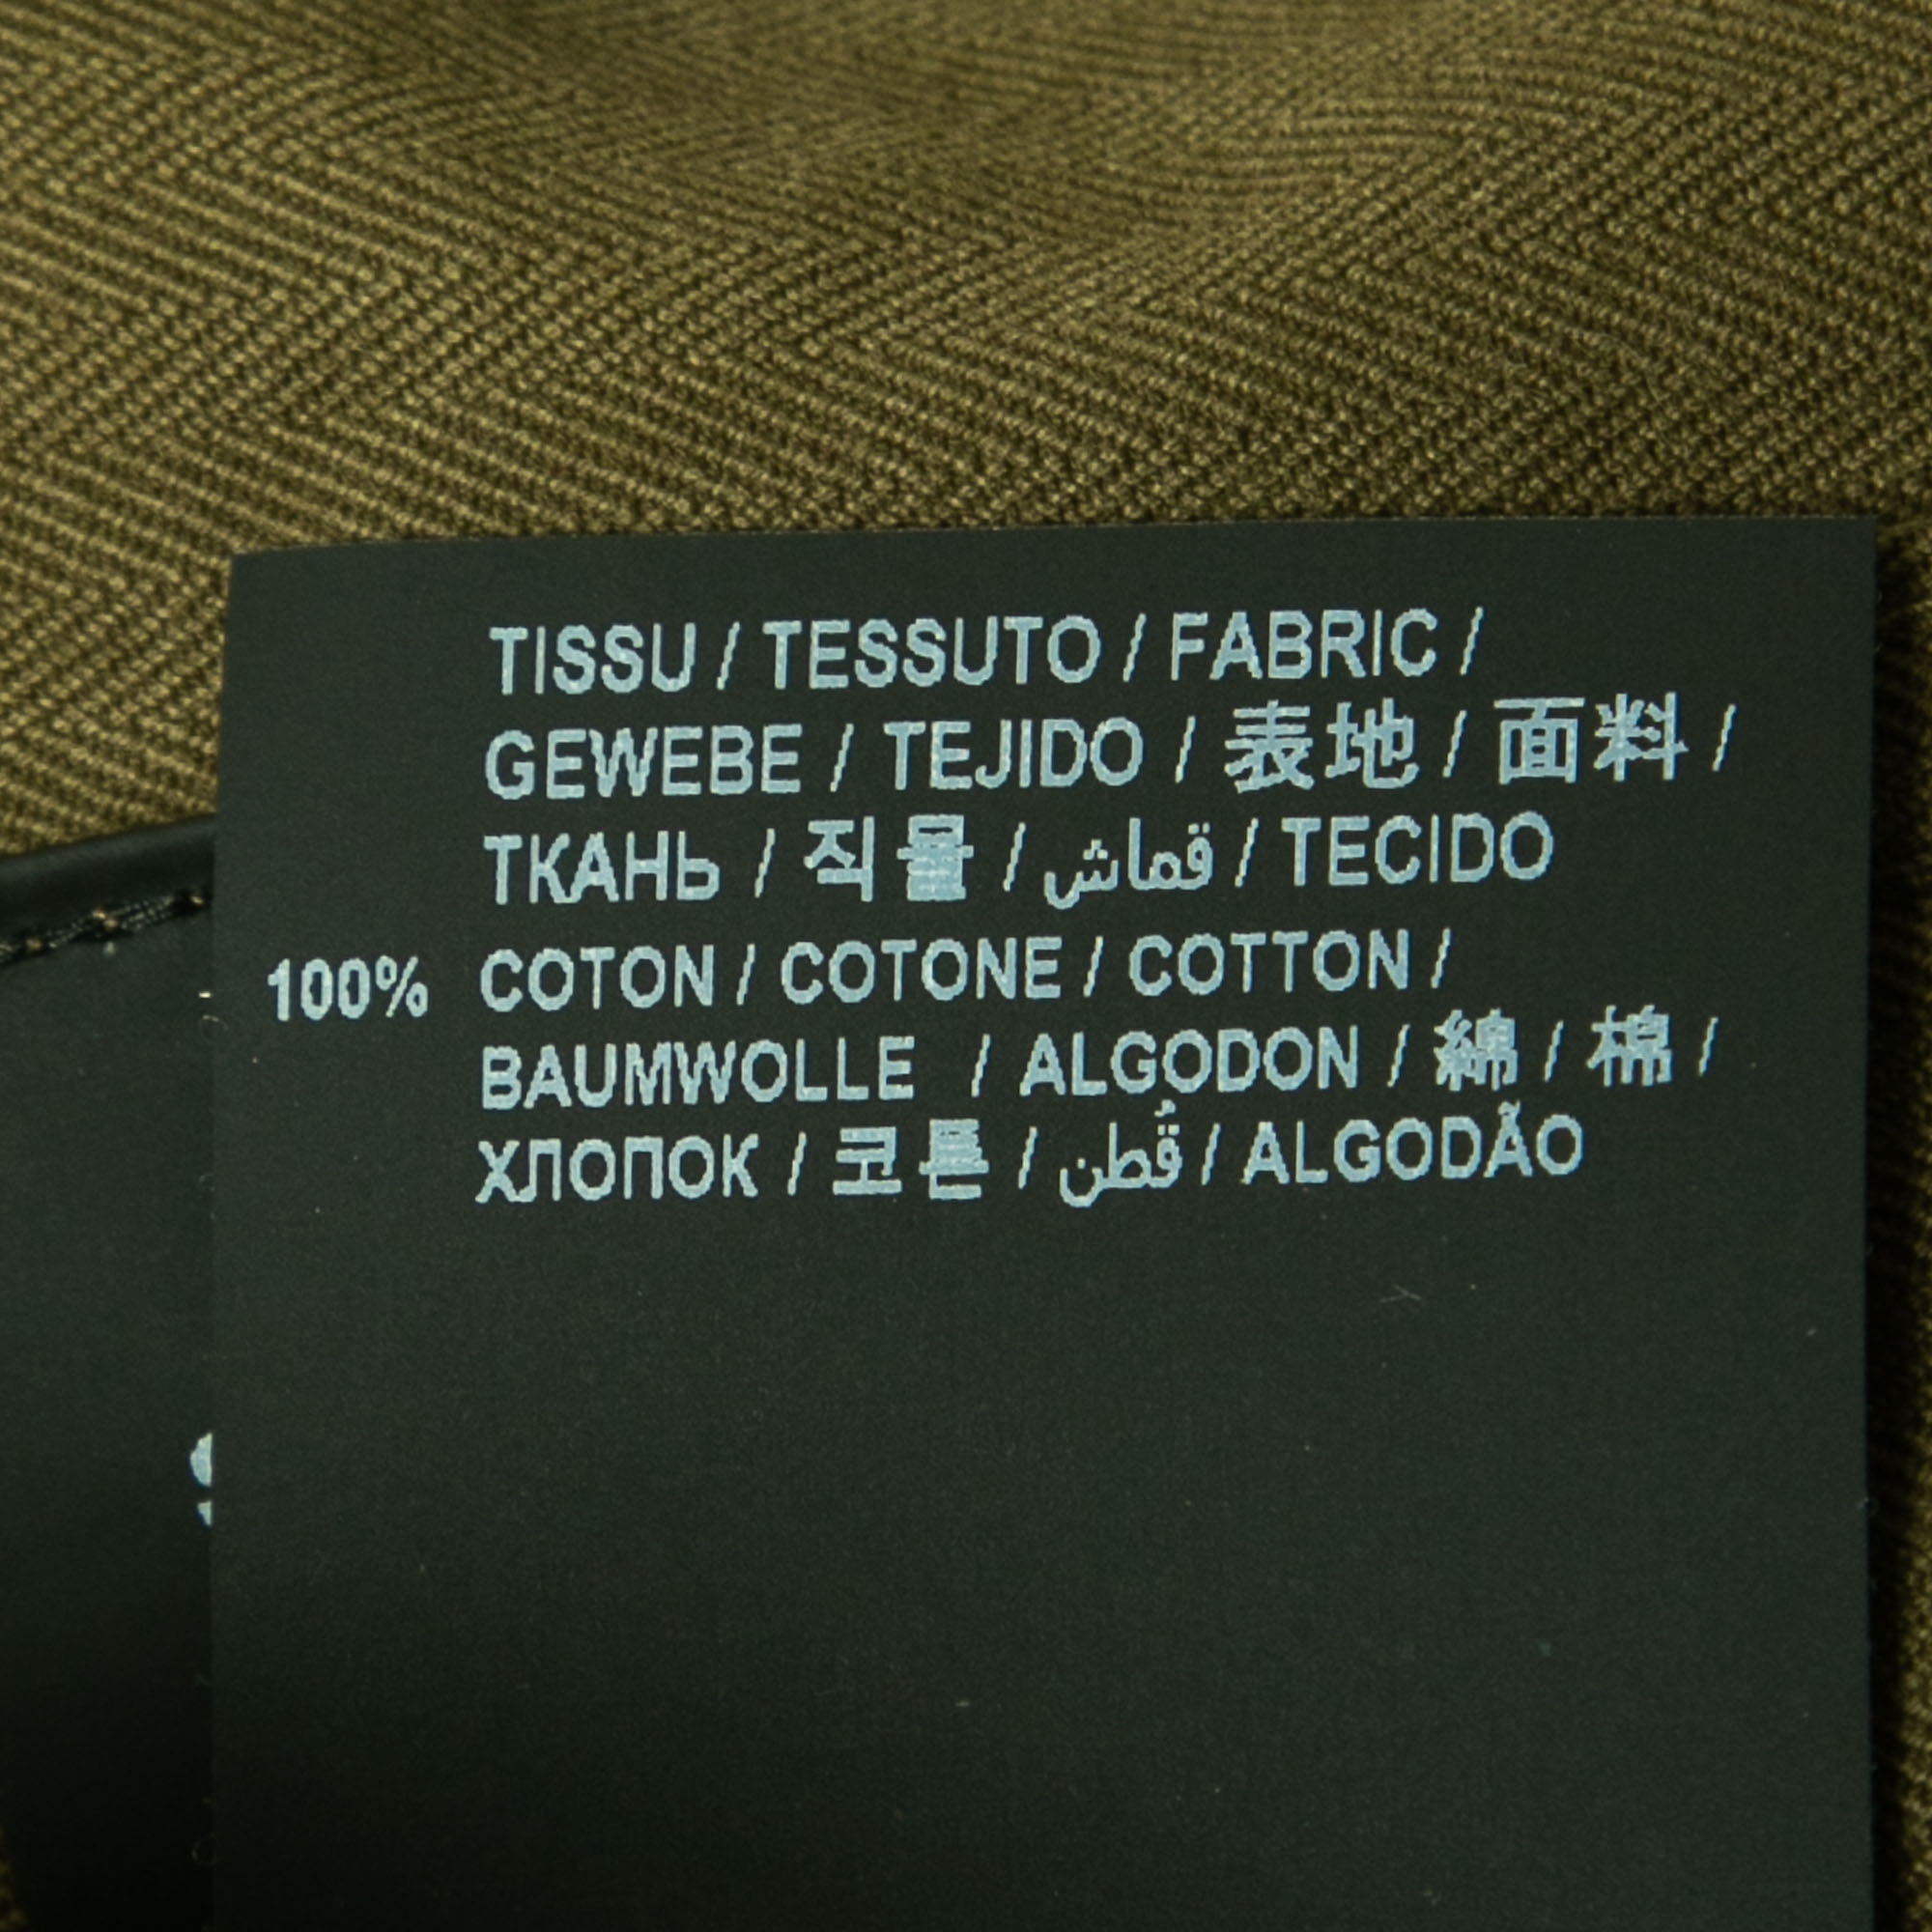 TISSU / TESSUTO / FABRIC /
GEWEBE / TEJIDO / 表地 / 面料 /
ТКАНЬ / 직물 / قماش / TECIDO
100% COTON / COTONE / COTTON /
BAUMWOLLE / ALGODON / 綿 / 棉 /
ХЛОПОК / 코튼 / قُطن / ALGODÃO